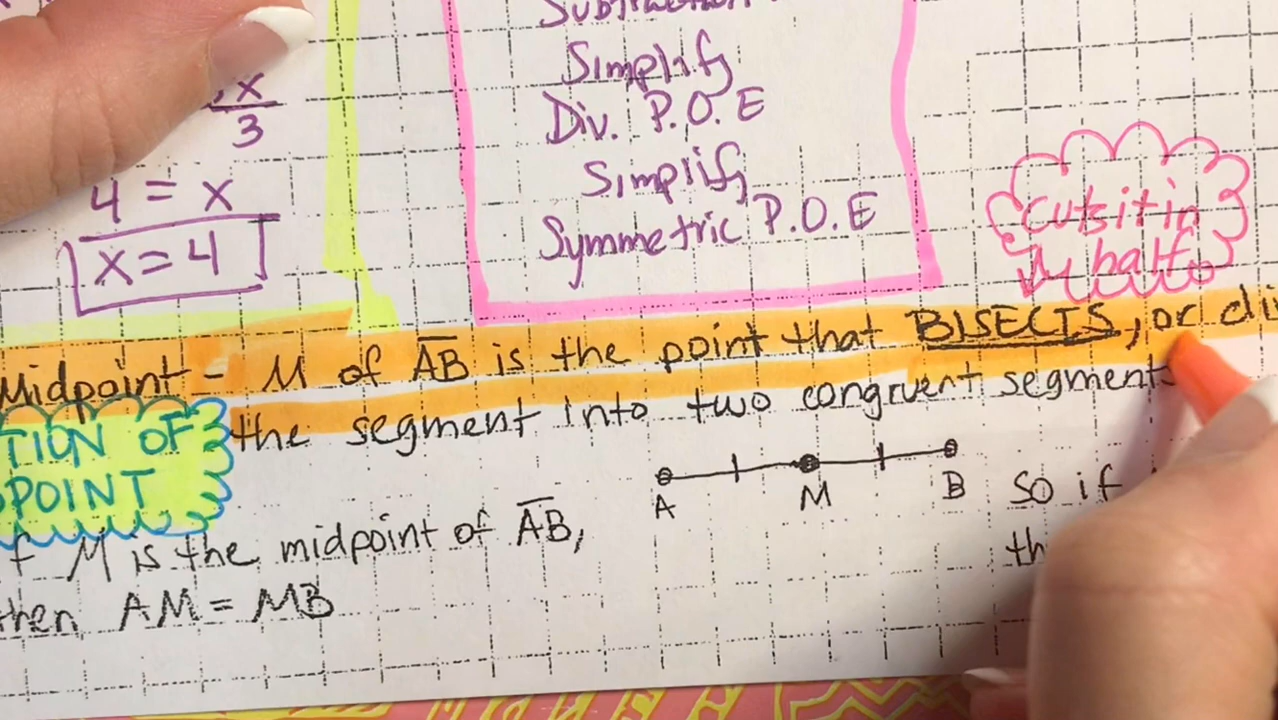 Subtraction
Simplify
x
3
Div. P.O.E
Simplify
4 = x
Symmetric P.O.E
x = 4
Cuts it in
half
Midpoint - M of AB is the point that BISECTS, or di
the segment into two congruent segments
TION OF
POINT
A M B
So if
f M is the midpoint of AB,
th
then AM = MB